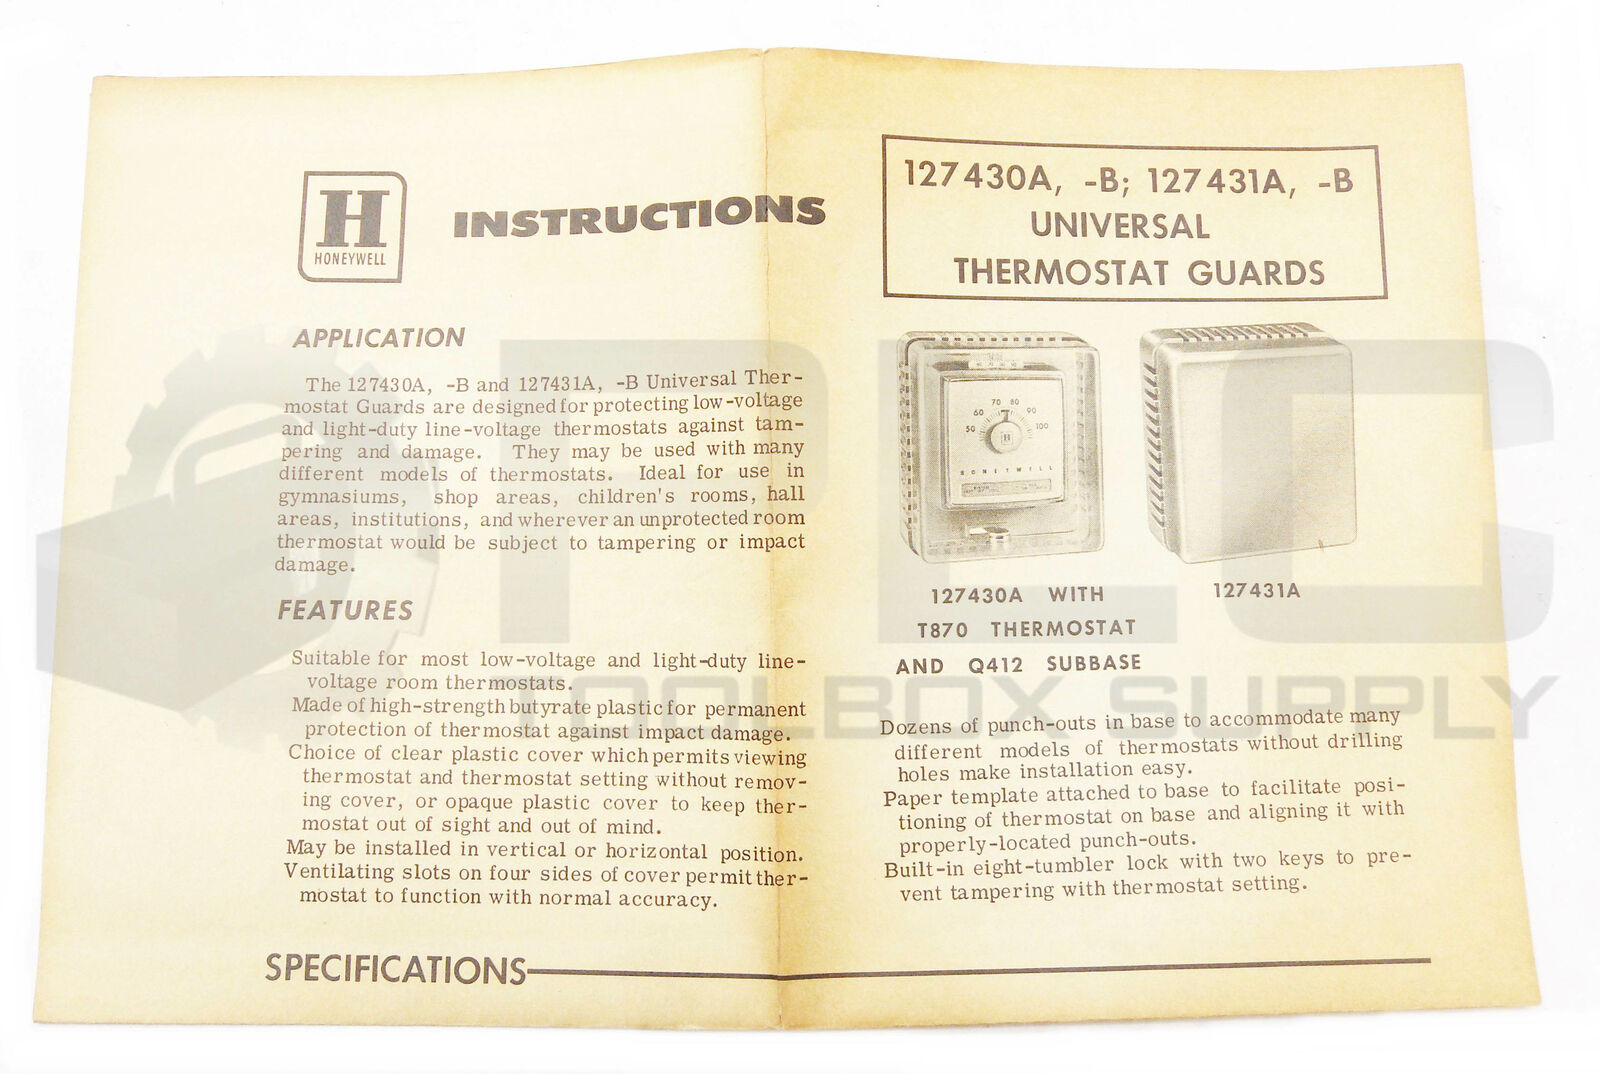 H
HONEYWELL
INSTRUCTIONS
127430A, -B; 127431A, -B
UNIVERSAL
THERMOSTAT GUARDS
APPLICATION
The 127430A, -B and 127431A, -B Universal Ther-
mostat Guards are designed for protecting low-voltage
and light-duty line-voltage thermostats against tam-
pering and damage. They may be used with many
different models of thermostats. Ideal for use in
gymnasiums, shop areas, children's rooms, hall
areas, institutions, and wherever an unprotected room
thermostat would be subject to tampering or impact
damage.
FEATURES
Suitable for most low-voltage and light-duty line-
voltage room thermostats.
Made of high-strength butyrate plastic for permanent
protection of thermostat against impact damage.
Choice of clear plastic cover which permits viewing
thermostat and thermostat setting without remov-
ing cover, or opaque plastic cover to keep ther-
mostat out of sight and out of mind.
May be installed in vertical or horizontal position.
Ventilating slots on four sides of cover permit ther-
mostat to function with normal accuracy.
50 60 70 80 90 100
H
HONEYWELL
127430A WITH
T870 THERMOSTAT
AND Q412 SUBBASE
127431A
Dozens of punch-outs in base to accommodate many
different models of thermostats without drilling
holes make installation easy.
Paper template attached to base to facilitate posi-
tioning of thermostat on base and aligning it with
properly-located punch-outs.
Built-in eight-tumbler lock with two keys to pre-
vent tampering with thermostat setting.
SPECIFICATIONS
PLC
TOOLBOX SUPPLY